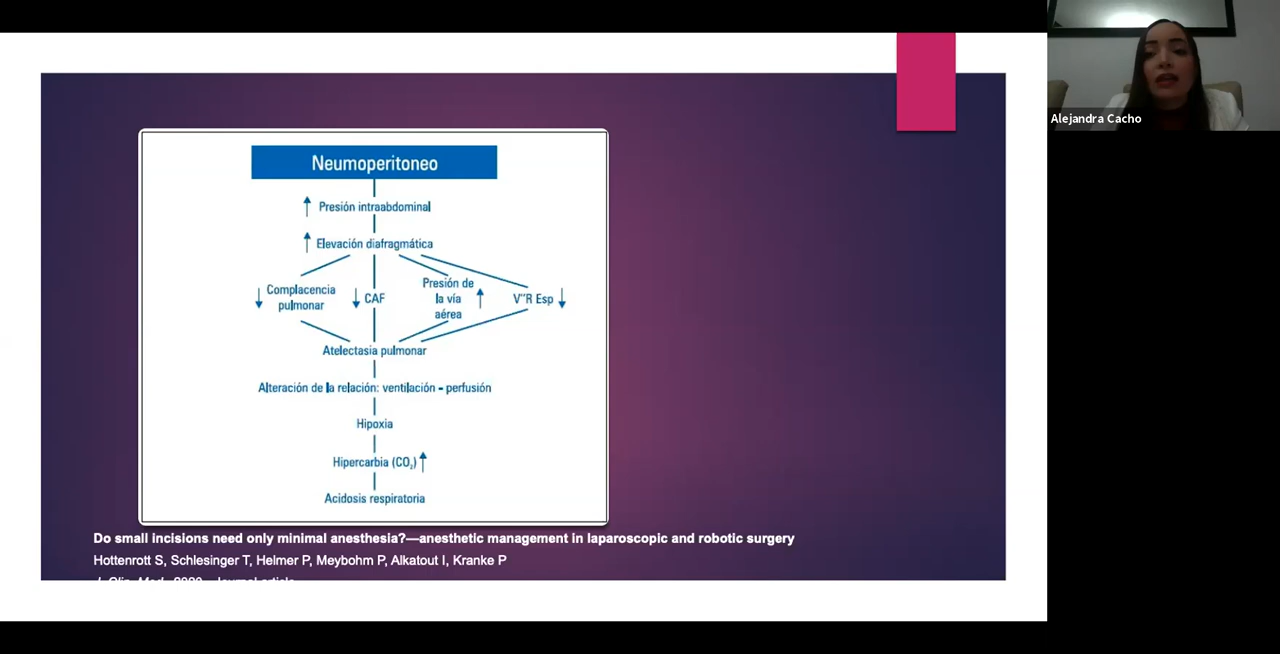 Neumoperitoneo
Presión intraabdominal
Elevación diafragmática
Complacencia
pulmonar
CAF
Presión de
la vía
aérea
V''R Esp
Atelectasia pulmonar
Alteración de la relación: ventilación - perfusión
Hipoxia
Hipercarbia (CO₂)
Acidosis respiratoria
Do small incisions need only minimal anesthesia?—anesthetic management in laparoscopic and robotic surgery
Hottenrott S, Schlesinger T, Helmer P, Meybohm P, Alkatout I, Kranke P
Alejandra Cacho